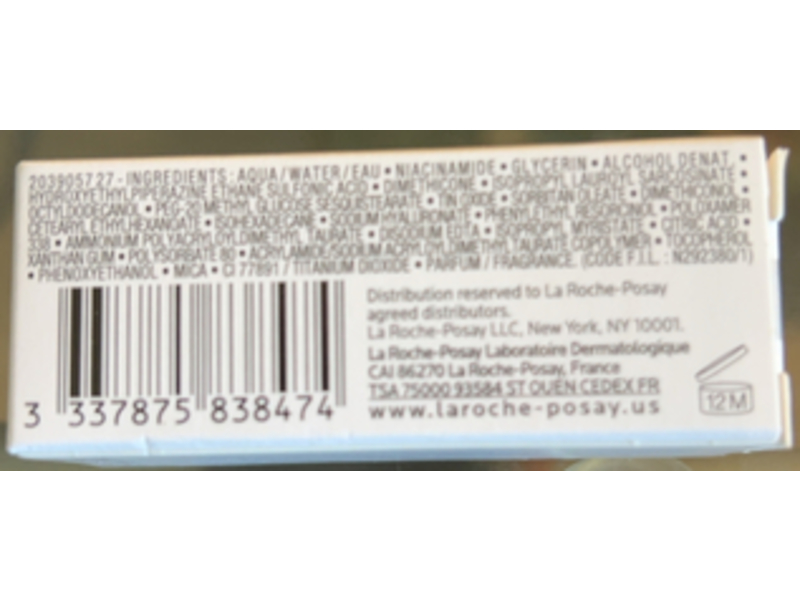 2039057 27 - INGREDIENTS: AQUA / WATER / EAU • NIACINAMIDE • GLYCERIN • ALCOHOL DENAT. •
HYDROXYETHYLPIPERAZINE ETHANE SULFONIC ACID • DIMETHICONE • ISOPROPYL LAUROYL SARCOSINATE •
OCTYLDODECANOL • PEG-20 METHYL GLUCOSE SESQUISTEARATE • TIN OXIDE • SORBITAN OLEATE • DIMETHICONOL •
CETEARYL ETHYLHEXANOATE • ISOHEXADECANE • SODIUM HYALURONATE • PHENYLETHYL RESORCINOL • POLOXAMER
338 • AMMONIUM POLYACRYLOYLDIMETHYL TAURATE • DISODIUM EDTA • ISOPROPYL MYRISTATE • CITRIC ACID •
XANTHAN GUM • POLYSORBATE 80 • ACRYLAMIDE/SODIUM ACRYLOYLDIMETHYLTAURATE COPOLYMER • TOCOPHEROL
• PHENOXYETHANOL • MICA • CI 77891 / TITANIUM DIOXIDE • PARFUM / FRAGRANCE. (CODE F.I.L. : N292380/1)
Distribution reserved to La Roche-Posay
agreed distributors.
La Roche-Posay LLC, New York, NY 10001.
La Roche-Posay Laboratoire Dermatologique
CAI 86270 La Roche-Posay, France
TSA 75000 93584 ST OUEN CEDEX FR
www.laroche-posay.us
3 337875 838474
12 M